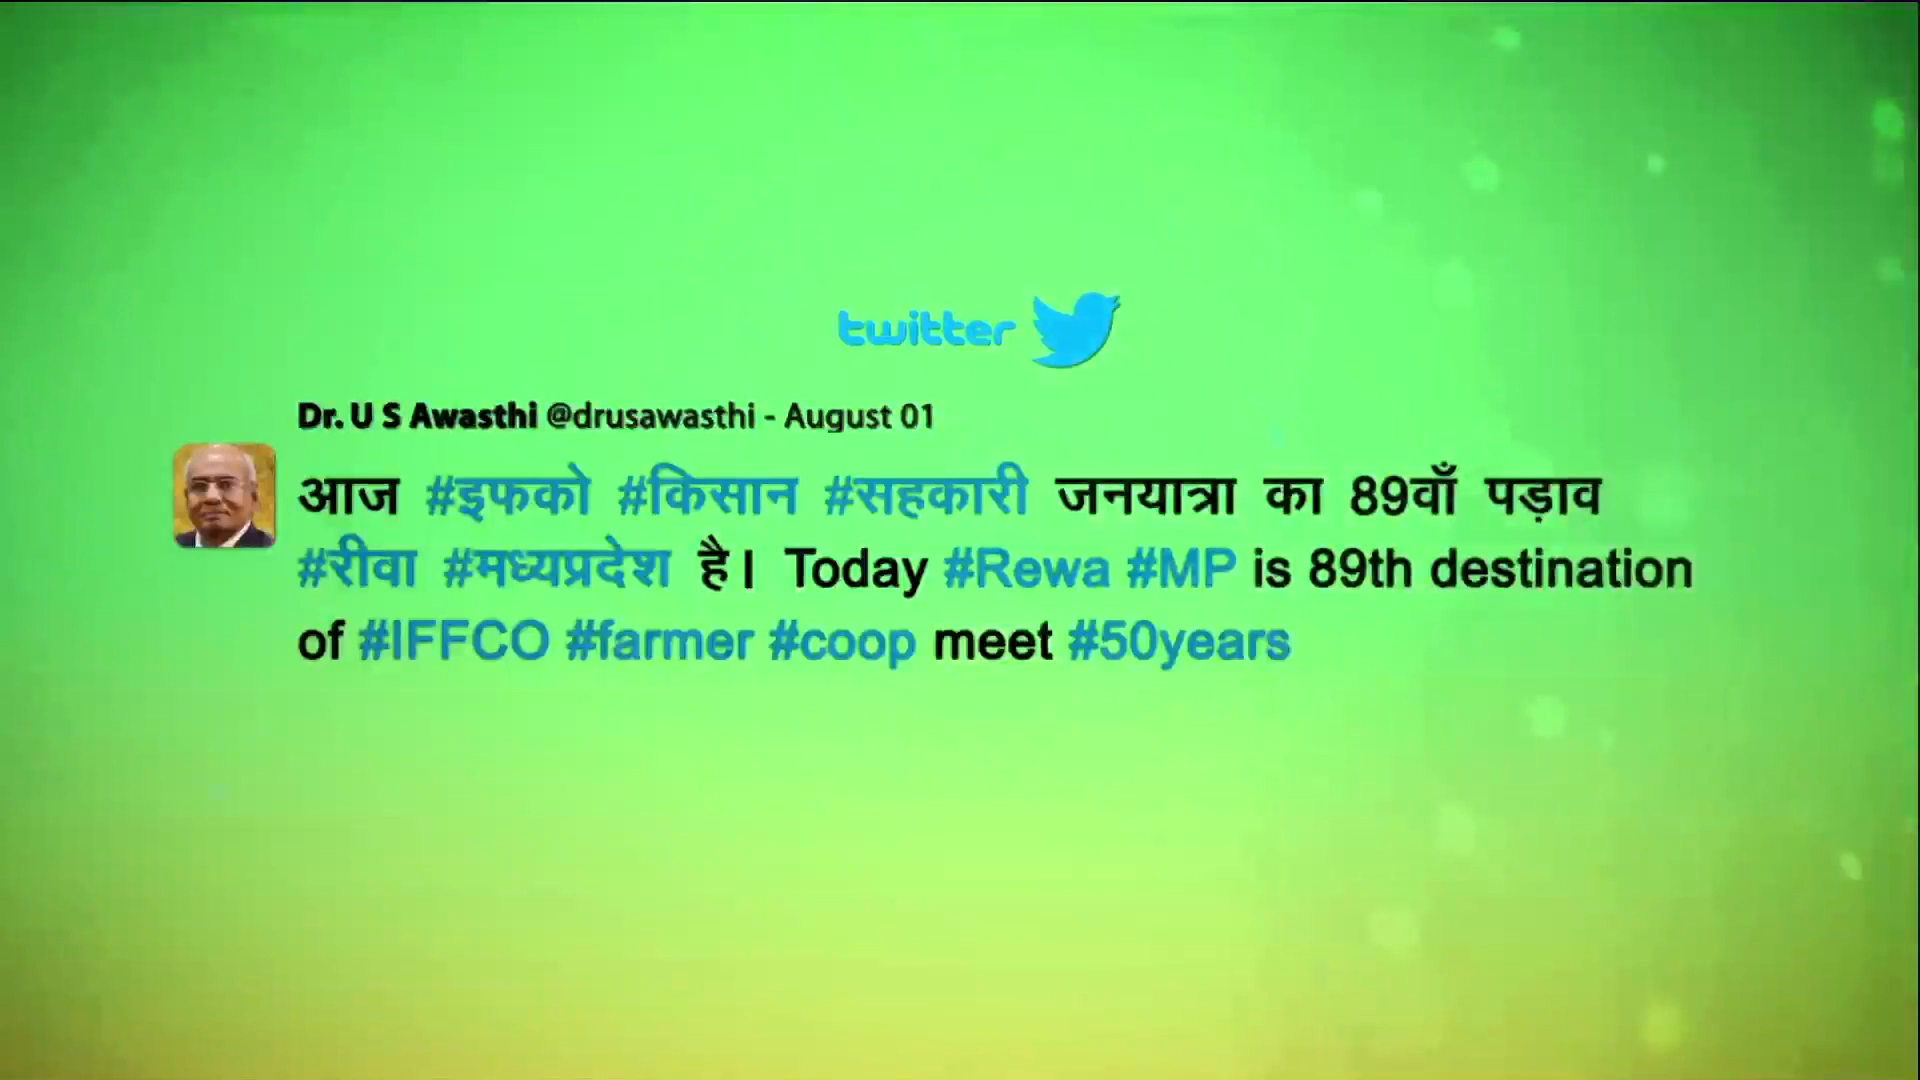 twitter
Dr. U S Awasthi @drusawasthi - August 01
आज #इफको #किसान #सहकारी जनयात्रा का 89वाँ पड़ाव
#रीवा #मध्यप्रदेश है। Today #Rewa #MP is 89th destination
of #IFFCO #farmer #coop meet #50years